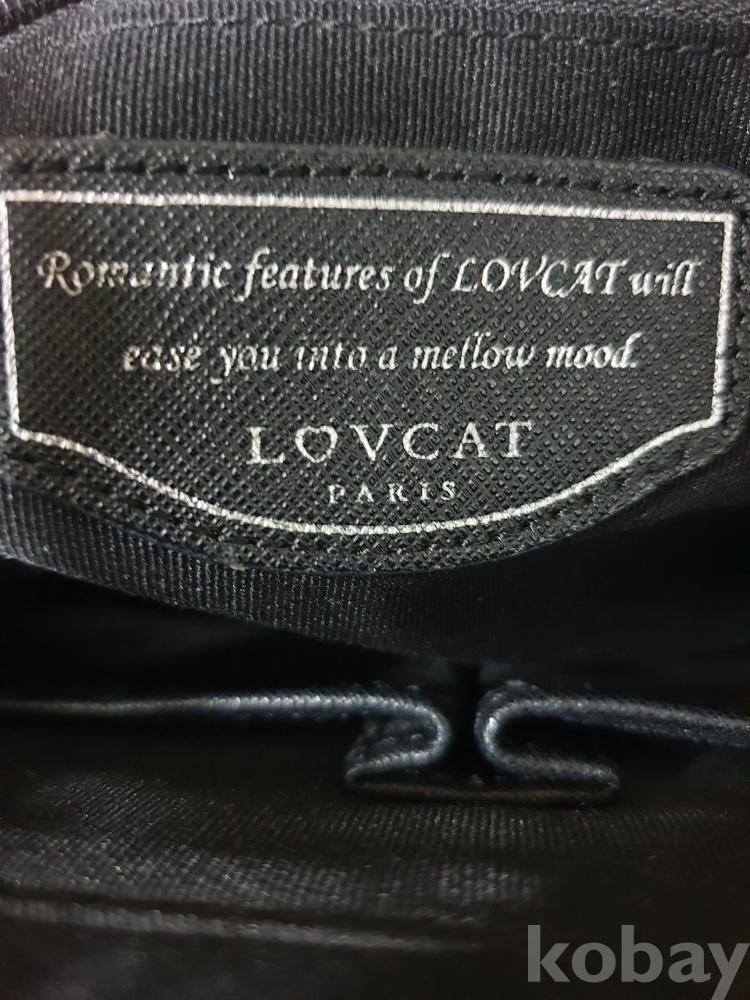 Romantic features of LOVCAT will
ease you into a mellow mood.
LOVCAT
PARIS
kobay